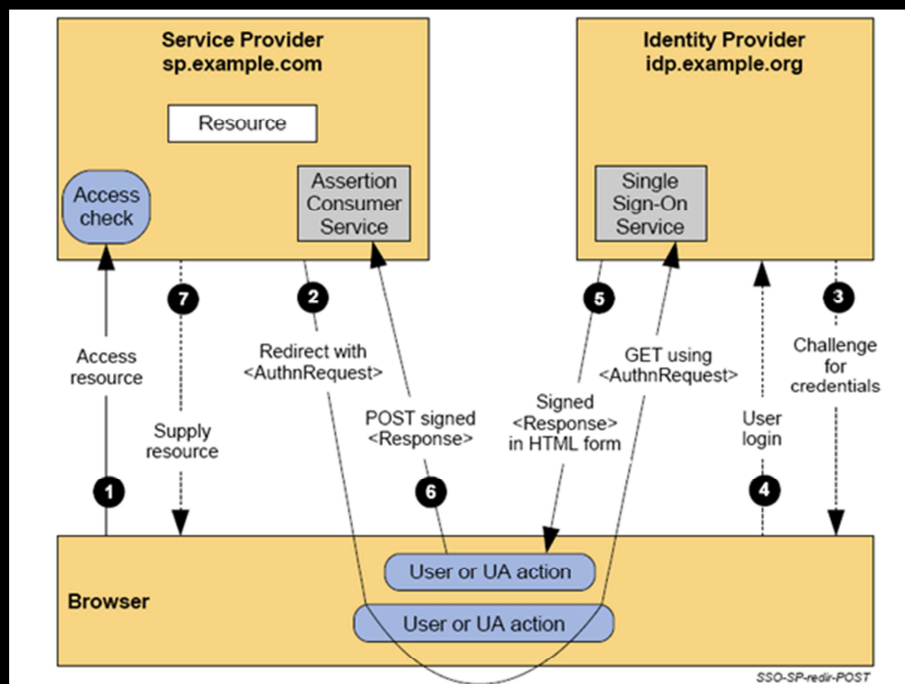 Service Provider
sp.example.com
Identity Provider
idp.example.org
Resource
Access
check
Assertion
Consumer
Service
Single
Sign-On
Service
7
2
5
3
Access
resource
Redirect with
<AuthnRequest>
GET using
<AuthnRequest>
Challenge
for
credentials
Supply
resource
POST signed
<Response>
Signed
<Response>
in HTML form
User
login
1
6
4
User or UA action
Browser
User or UA action
SSO-SP-redir-POST